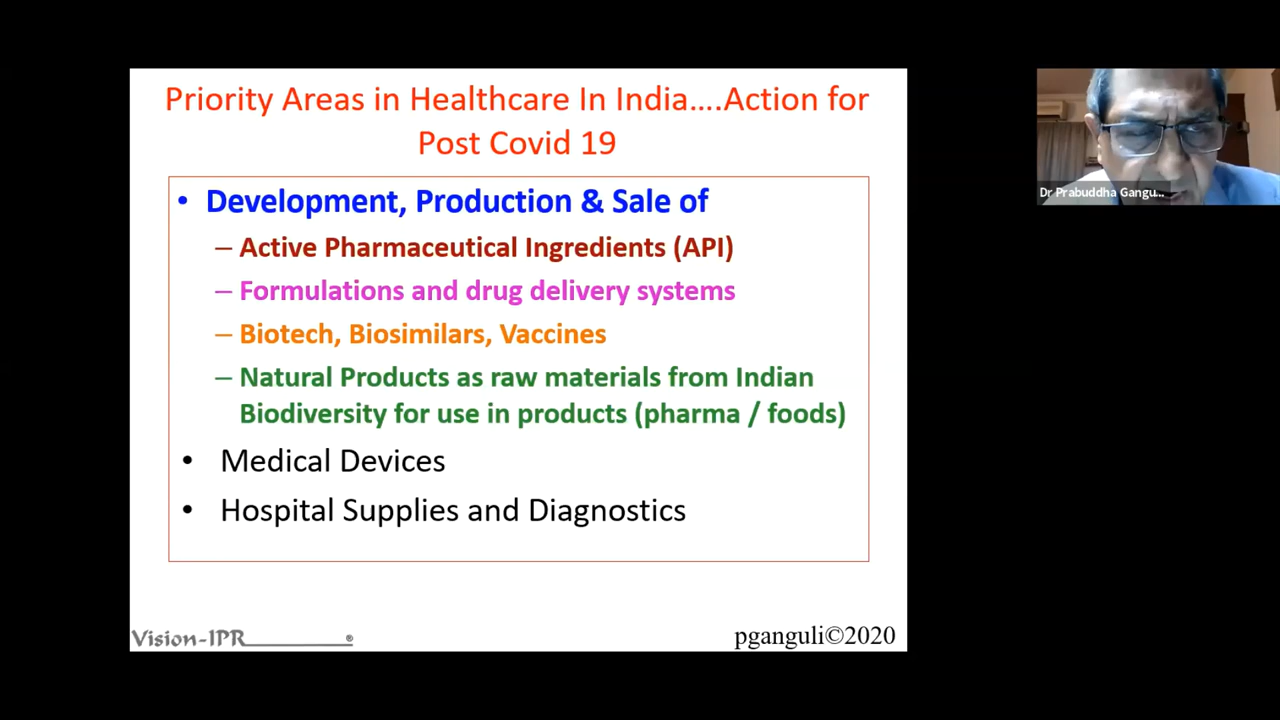 Priority Areas in Healthcare In India....Action for
Post Covid 19
• Development, Production & Sale of
– Active Pharmaceutical Ingredients (API)
– Formulations and drug delivery systems
– Biotech, Biosimilars, Vaccines
– Natural Products as raw materials from Indian
Biodiversity for use in products (pharma / foods)
• Medical Devices
• Hospital Supplies and Diagnostics
Vision-IPR ®
pganguli©2020
Dr Prabuddha Gangu...